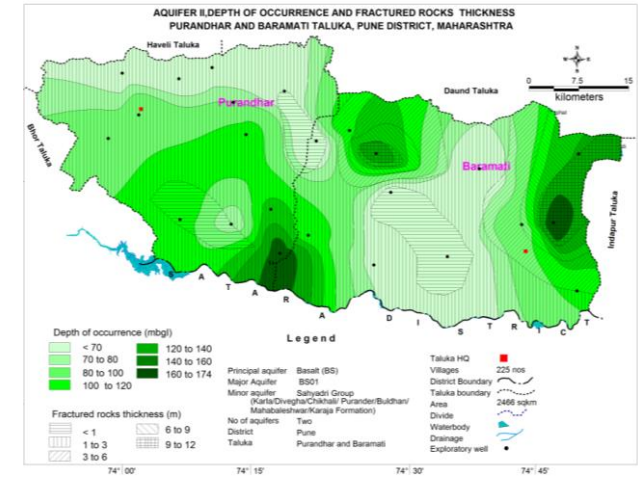 AQUIFER II,DEPTH OF OCCURRENCE AND FRACTURED ROCKS THICKNESS
PURANDHAR AND BARAMATI TALUKA, PUNE DISTRICT, MAHARASHTRA
Haveli Taluka
N
W E
S
0 7.5 15
kilometers
Daund Taluka
Purandhar
Bhor Taluka
Baramati
Indapur Taluka
S A T A R A D I S T R I C T
Legend
Depth of occurrence (mbgl)
< 70
70 to 80
80 to 100
100 to 120
120 to 140
140 to 160
160 to 174
Fractured rocks thickness (m)
< 1
1 to 3
3 to 6
6 to 9
9 to 12
Principal aquifer Basalt (BS)
Major Aquifer BS01
Minor aquifer Sahyadri Group
(Karla/Divegha/Chikhali/ Purander/Buldhan/
Mahabaleshwar/Karaja Formation)
No of aquifers Two
District Pune
Taluka Purandhar and Baramati
Taluka HQ
Villages 225 nos
District Boundary
Taluka boundary
Area 2466 sqkm
Divide
Waterbody
Drainage
Exploratory well
74° 00' 74° 15' 74° 30' 74° 45'